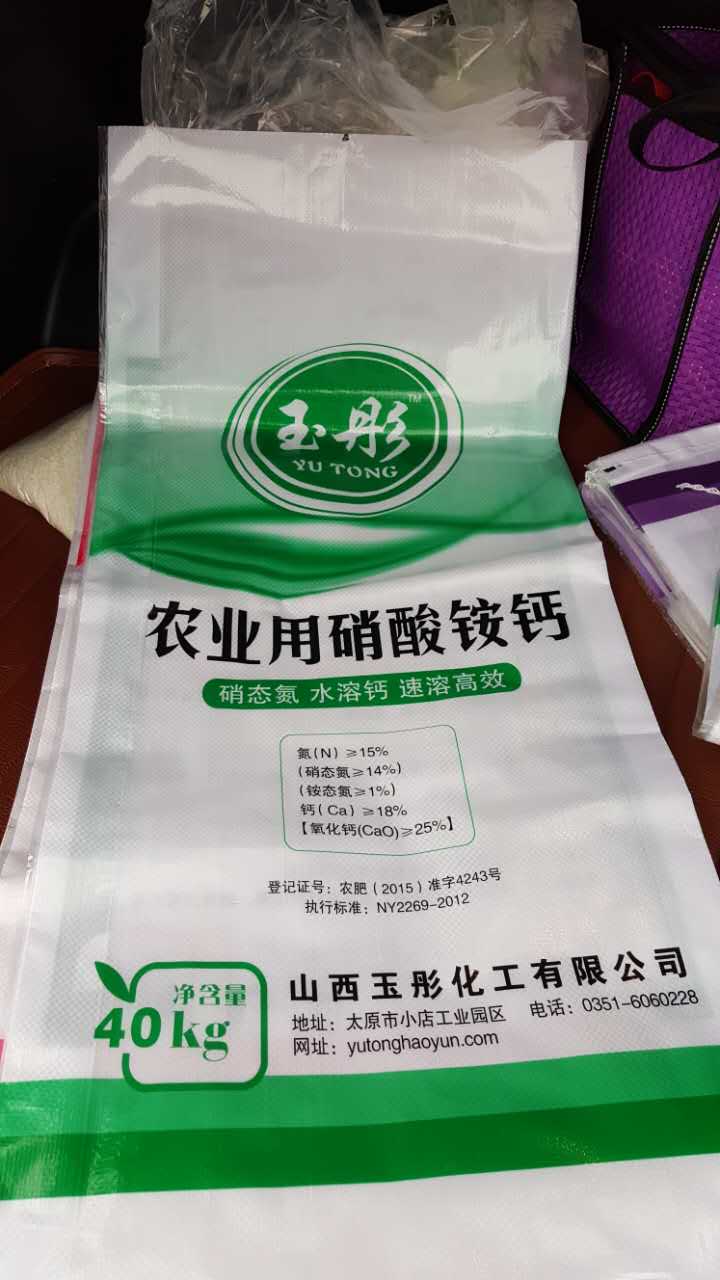 玉彤
TM
YU TONG
农业用硝酸铵钙
硝态氮 水溶钙 速溶高效
氮(N) ≥15%
(硝态氮≥14%)
(铵态氮≥1%)
钙(Ca) ≥18%
【氧化钙(CaO)≥25%】
登记证号：农肥（2015）准字4243号
执行标准：NY2269-2012
净含量
40kg
山西玉彤化工有限公司
地址：太原市小店工业园区 电话：0351-6060228
网址：yutonghaoyun.com